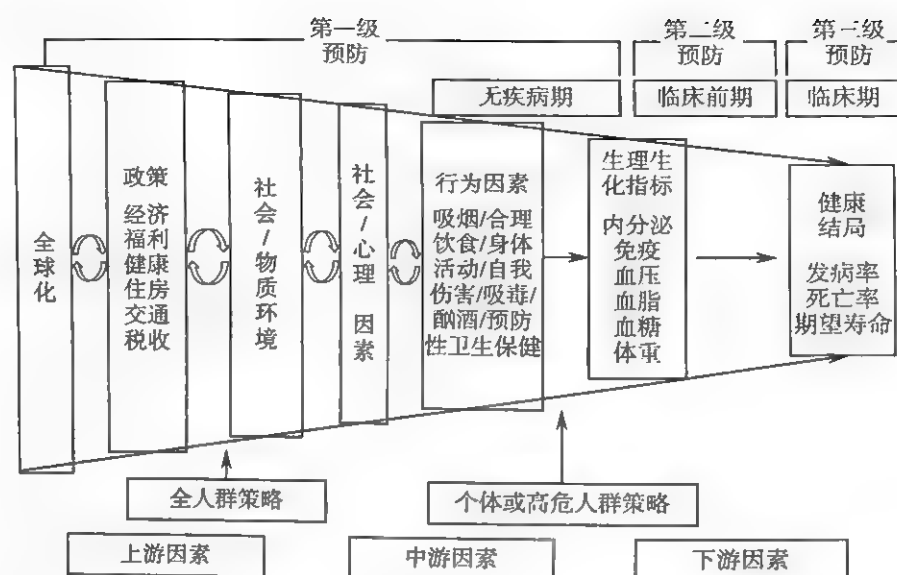 第一级
预防
第二级
预防
第三级
预防
无疾病期
临床前期
临床期
全
球
化
政策
经济
福利
健康
住房
交通
税收
社
会
/
物
质
环
境
社
会
/
心
理
因
素
行为因素
吸烟/合理
饮食/身体
活动/自我
伤害/吸毒/
酗酒/预防
性卫生保健
生理生
化指标
内分泌
免疫
血压
血脂
血糖
体重
健康
结局
发病率
死亡率
期望寿命
全人群策略
个体或高危人群策略
上游因素
中游因素
下游因素